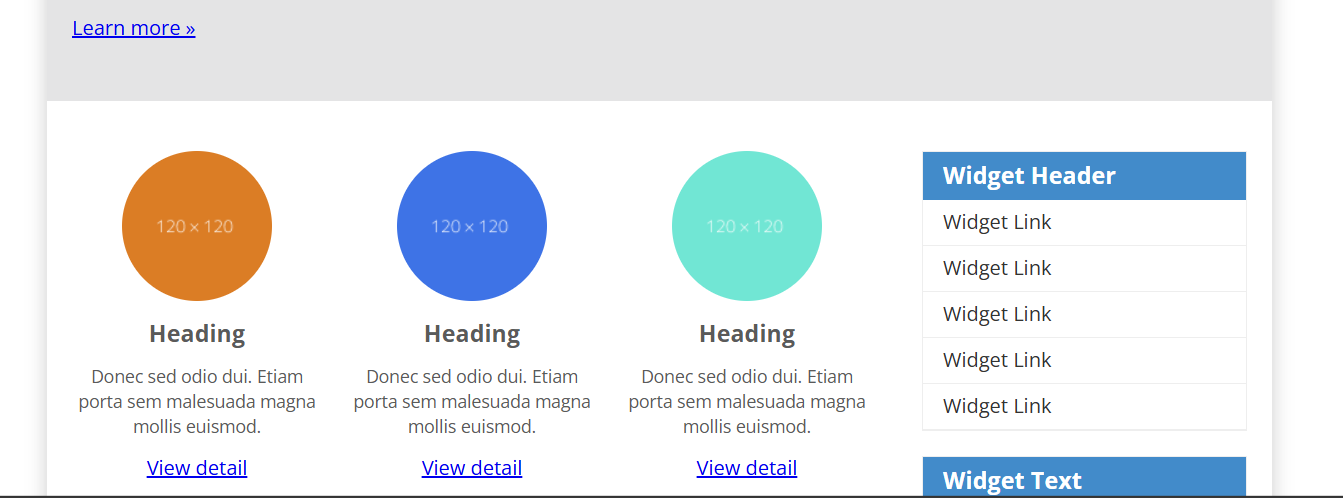 Learn more »
120 × 120
Heading
Donec sed odio dui. Etiam
porta sem malesuada magna
mollis euismod.
View detail
120 × 120
Heading
Donec sed odio dui. Etiam
porta sem malesuada magna
mollis euismod.
View detail
120 × 120
Heading
Donec sed odio dui. Etiam
porta sem malesuada magna
mollis euismod.
View detail
Widget Header
Widget Link
Widget Link
Widget Link
Widget Link
Widget Link
Widget Text